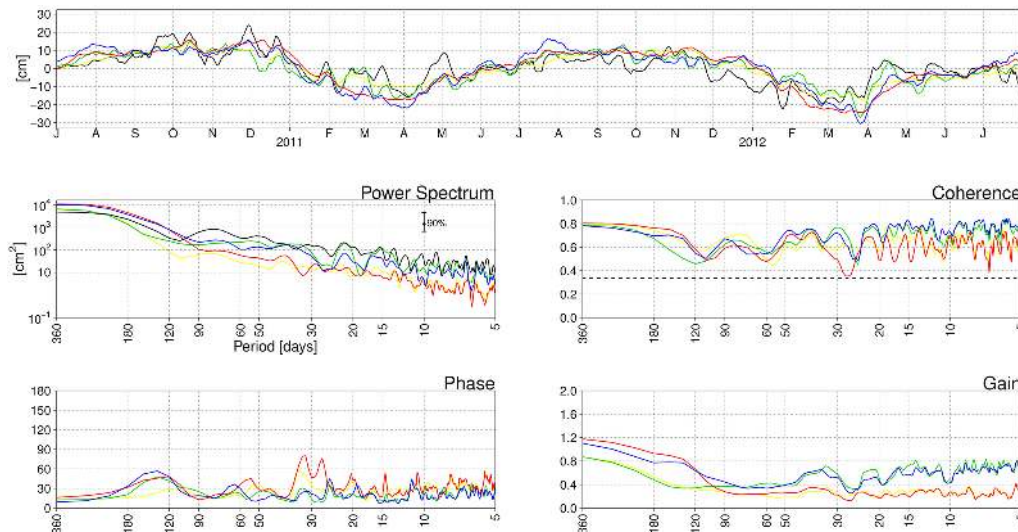 30
20
10
0
-10
-20
-30
[cm]
J A S O N D F M A M J J A S O N D F M A M J J
2011 2012
Power Spectrum
10⁴
10³
10²
10
10⁻¹
[cm²]
90%
360 180 120 90 60 50 30 20 15 10 5
Period [days]
Coherence
1.0
0.8
0.6
0.4
0.2
0.0
360 180 120 90 60 50 30 20 15 10 5
Phase
180
150
120
90
60
30
0
360 180 120 90 60 50 30 20 15 10 5
Gain
2.0
1.6
1.2
0.8
0.4
0.0
360 180 120 90 60 50 30 20 15 10 5